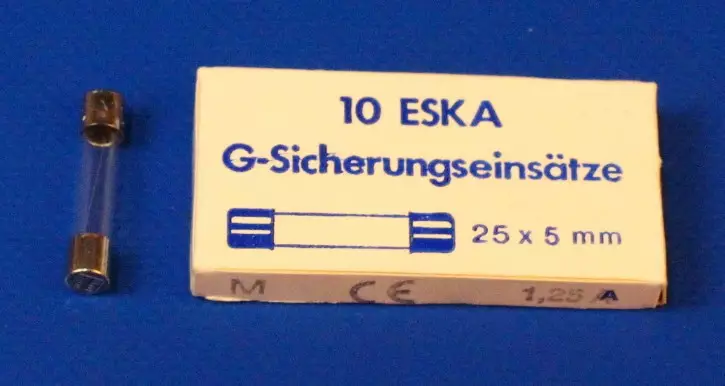 10 ESKA
G-Sicherungseinsätze
25 x 5 mm
M CE 1,25 A